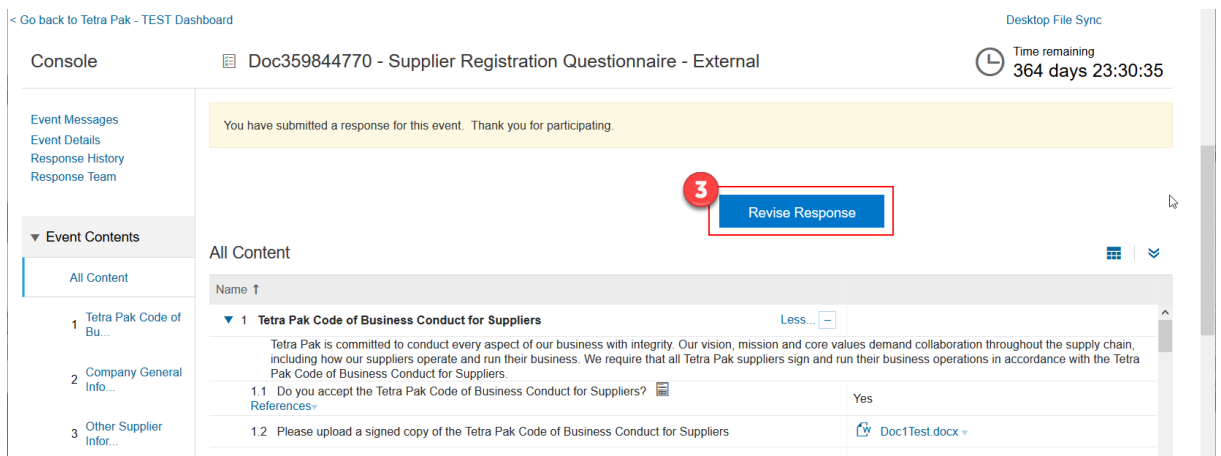 < Go back to Tetra Pak - TEST Dashboard
Desktop File Sync
Console
Doc359844770 - Supplier Registration Questionnaire - External
Time remaining
364 days 23:30:35
Event Messages
Event Details
Response History
Response Team
You have submitted a response for this event. Thank you for participating.
3
Revise Response
▼ Event Contents
All Content
1 Tetra Pak Code of
Bu...
2 Company General
Info...
3 Other Supplier
Infor...
All Content
Name ↑
▼ 1 Tetra Pak Code of Business Conduct for Suppliers
Less... −
Tetra Pak is committed to conduct every aspect of our business with integrity. Our vision, mission and core values demand collaboration throughout the supply chain,
including how our suppliers operate and run their business. We require that all Tetra Pak suppliers sign and run their business operations in accordance with the Tetra
Pak Code of Business Conduct for Suppliers.
1.1 Do you accept the Tetra Pak Code of Business Conduct for Suppliers?
References
Yes
1.2 Please upload a signed copy of the Tetra Pak Code of Business Conduct for Suppliers
Doc1Test.docx